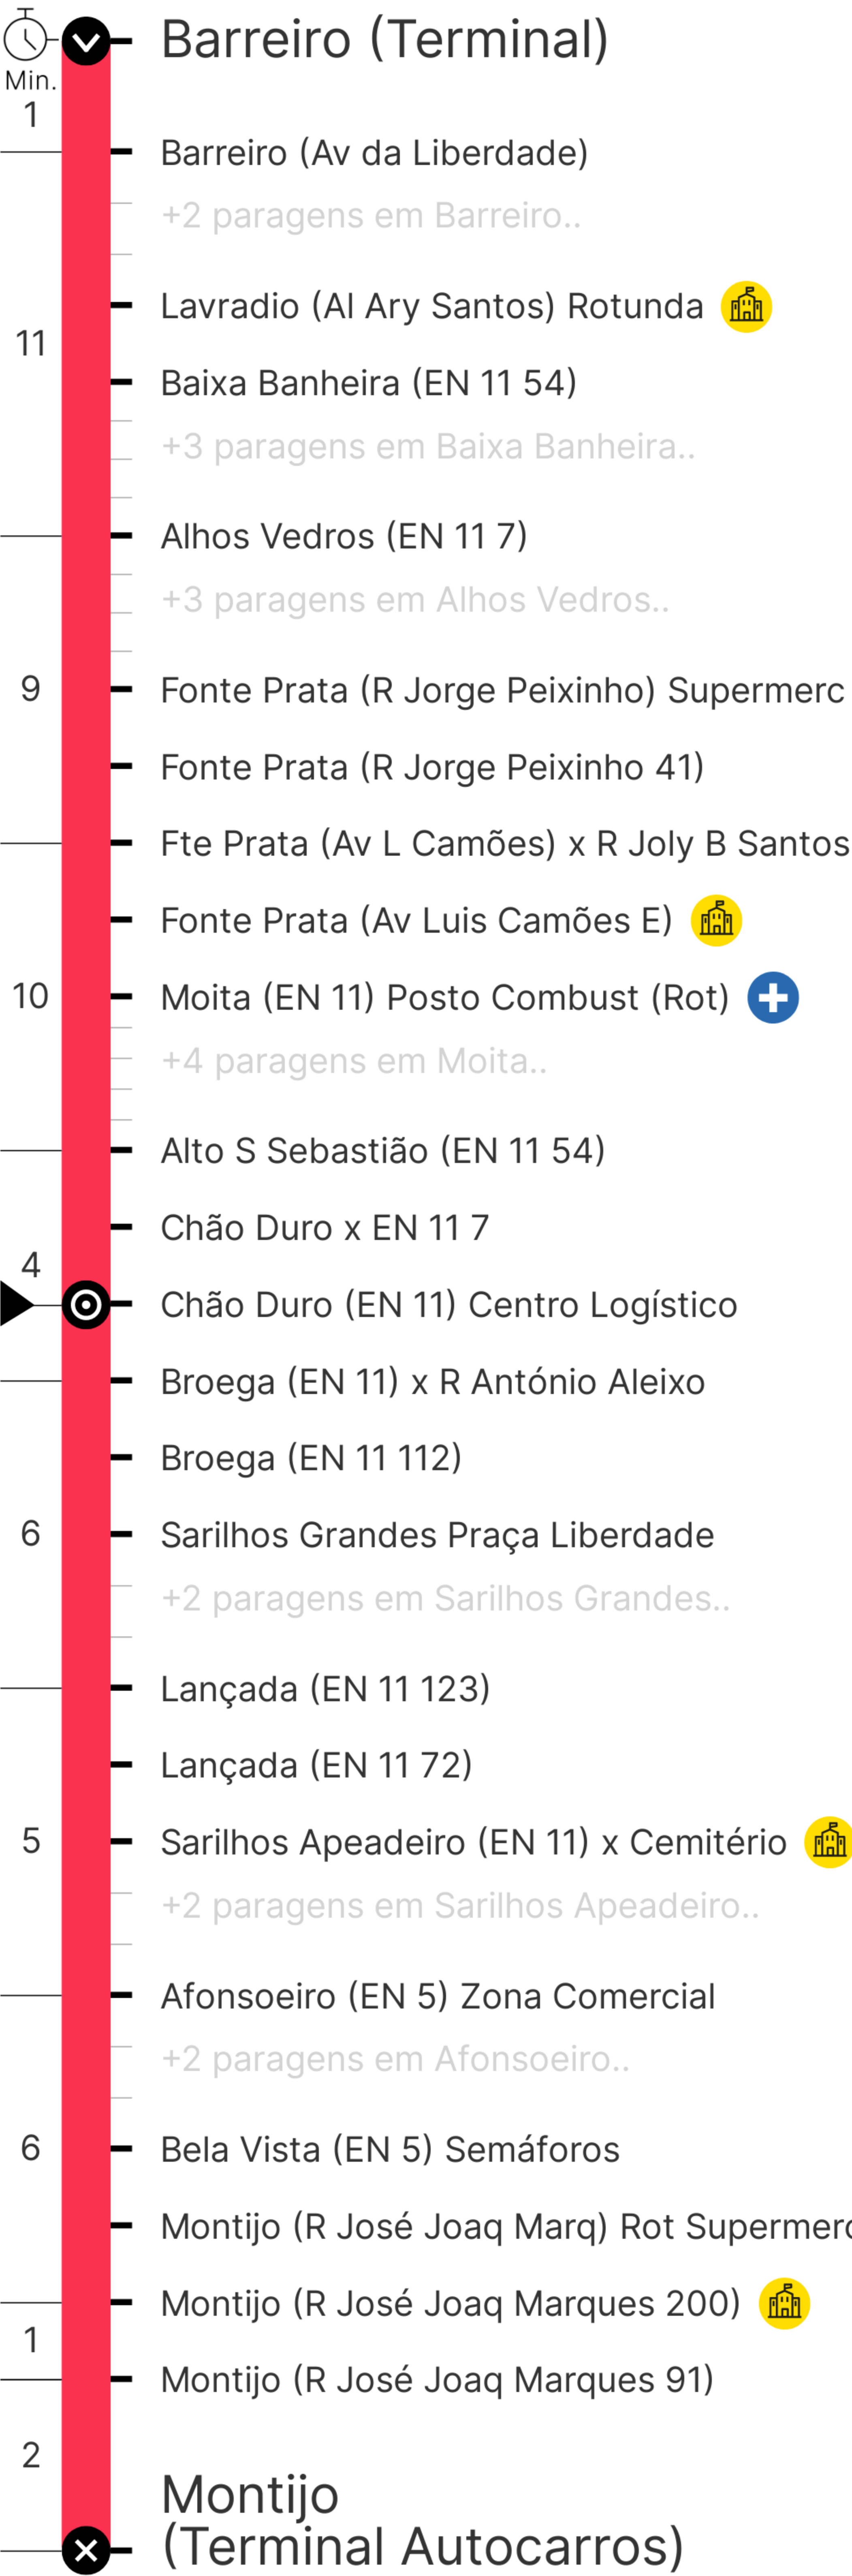 Barreiro (Terminal)
Min.
1
Barreiro (Av da Liberdade)
+2 paragens em Barreiro..
Lavradio (Al Ary Santos) Rotunda
11
Baixa Banheira (EN 11 54)
+3 paragens em Baixa Banheira..
Alhos Vedros (EN 11 7)
+3 paragens em Alhos Vedros..
9
Fonte Prata (R Jorge Peixinho) Supermerc
Fonte Prata (R Jorge Peixinho 41)
Fte Prata (Av L Camões) x R Joly B Santos
Fonte Prata (Av Luis Camões E)
10
Moita (EN 11) Posto Combust (Rot)
+4 paragens em Moita..
Alto S Sebastião (EN 11 54)
Chão Duro x EN 11 7
4
Chão Duro (EN 11) Centro Logístico
Broega (EN 11) x R António Aleixo
Broega (EN 11 112)
6
Sarilhos Grandes Praça Liberdade
+2 paragens em Sarilhos Grandes..
Lançada (EN 11 123)
Lançada (EN 11 72)
5
Sarilhos Apeadeiro (EN 11) x Cemitério
+2 paragens em Sarilhos Apeadeiro..
Afonsoeiro (EN 5) Zona Comercial
+2 paragens em Afonsoeiro..
6
Bela Vista (EN 5) Semáforos
Montijo (R José Joaq Marq) Rot Supermerc
Montijo (R José Joaq Marques 200)
1
Montijo (R José Joaq Marques 91)
2
Montijo
(Terminal Autocarros)